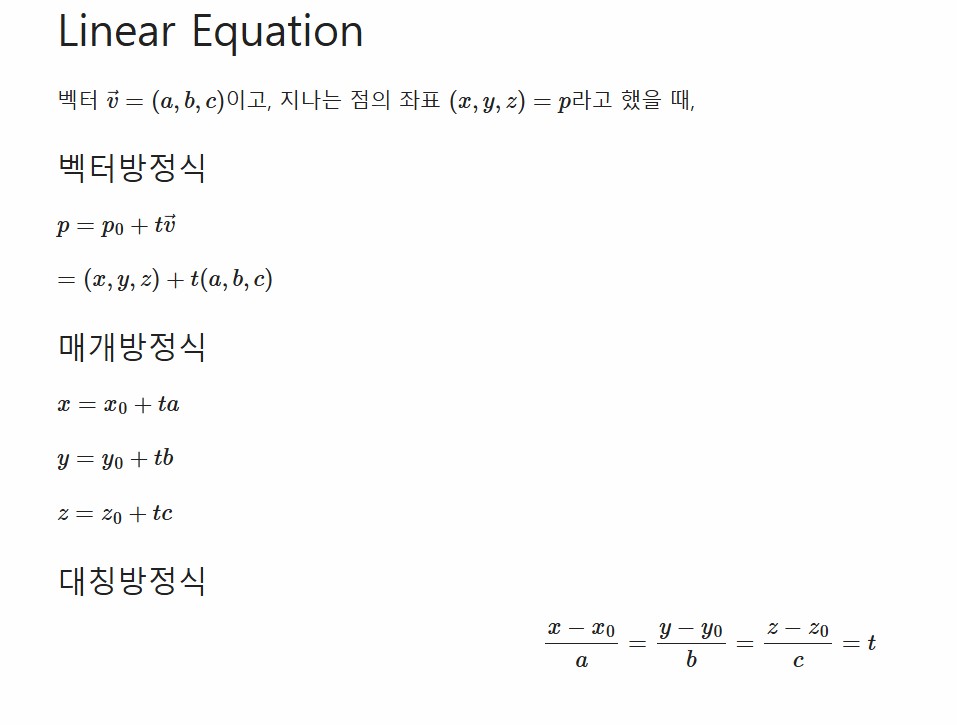 Linear Equation
벡터 $\vec{v} = (a, b, c)$이고, 지나는 점의 좌표 $(x, y, z) = p$라고 했을 때,
벡터방정식
$p = p_0 + t\vec{v}$
$= (x, y, z) + t(a, b, c)$
매개방정식
$x = x_0 + ta$
$y = y_0 + tb$
$z = z_0 + tc$
대칭방정식
$\frac{x - x_0}{a} = \frac{y - y_0}{b} = \frac{z - z_0}{c} = t$